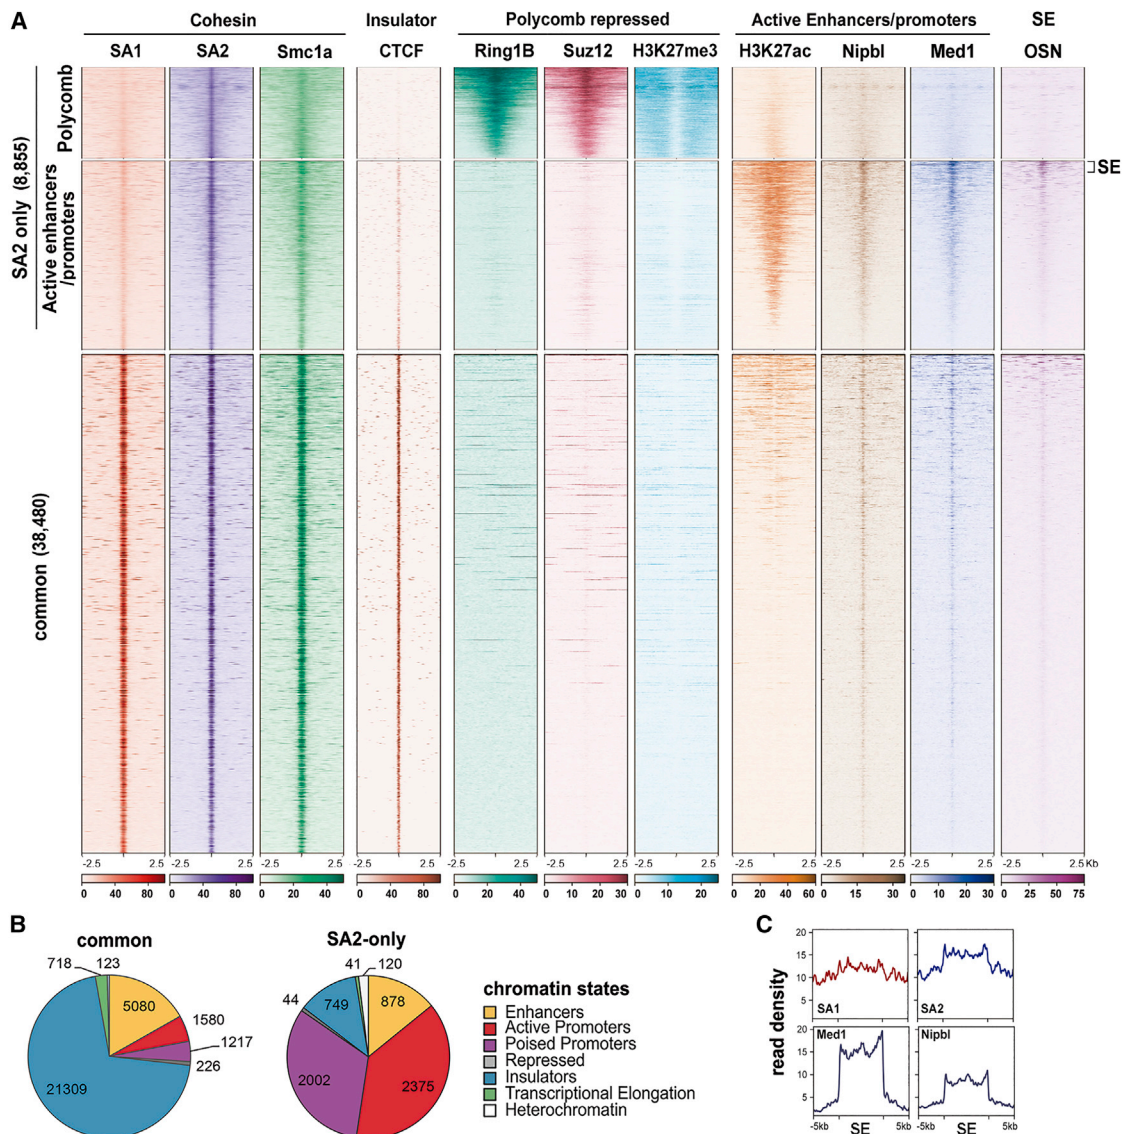 A
Cohesin Insulator Polycomb repressed Active Enhancers/promoters SE
SA1 SA2 Smc1a CTCF Ring1B Suz12 H3K27me3 H3K27ac Nipbl Med1 OSN
SA2 only (8,855)
Polycomb
Active enhancers
/promoters
SE
common (38,480)
-2.5 2.5 -2.5 2.5 -2.5 2.5 -2.5 2.5 -2.5 2.5 -2.5 2.5 -2.5 2.5 -2.5 2.5 -2.5 2.5 -2.5 2.5 -2.5 2.5 Kb
0 40 80 0 40 80 0 20 40 0 40 80 0 20 40 0 10 20 30 0 10 20 0 20 40 60 0 15 30 0 10 20 30 0 25 50 75
B
common
718 123
5080
1580
1217
226
21309
SA2-only
41 120
44
749 878
2002 2375
chromatin states
Enhancers
Active Promoters
Poised Promoters
Repressed
Insulators
Transcriptional Elongation
Heterochromatin
C
read density
20
15
10
5
SA1 SA2
Med1 Nipbl
20
15
10
5
-5kb SE 5kb -5kb SE 5kb